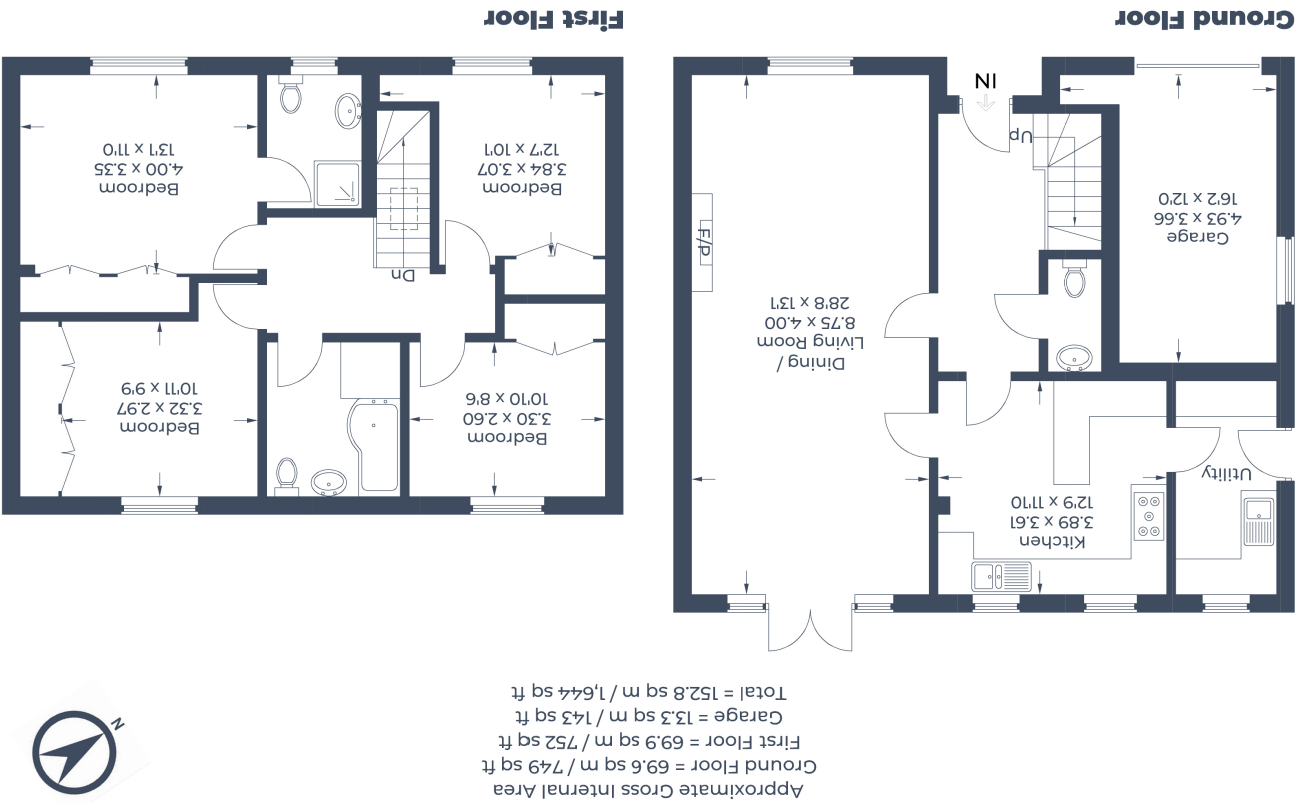 Approximate Gross Internal Area
Ground Floor = 69.6 sq m / 749 sq ft
First Floor = 69.9 sq m / 752 sq ft
Garage = 13.3 sq m / 143 sq ft
Total = 152.8 sq m / 1,644 sq ft
N
Utility
Kitchen
3.89 x 3.61
12'9 x 11'10
Dining /
Living Room
8.75 x 4.00
28'8 x 13'1
F/P
Garage
4.93 x 3.66
16'2 x 12'0
Up
IN
Ground Floor
Bedroom
3.30 x 2.60
10'10 x 8'6
Bedroom
3.32 x 2.97
10'11 x 9'9
Dn
Bedroom
3.84 x 3.07
12'7 x 10'1
Bedroom
4.00 x 3.35
13'1 x 11'0
First Floor